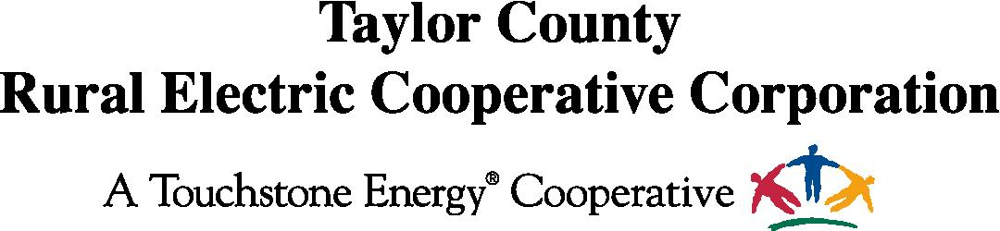 Taylor County
Rural Electric Cooperative Corporation
A Touchstone Energy® Cooperative